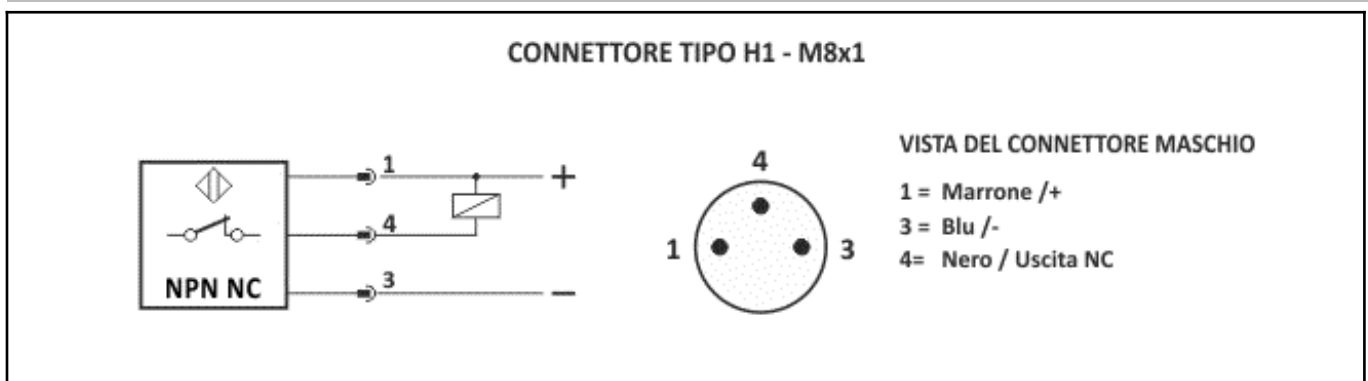 CONNETTORE TIPO H1 - M8x1
1
+
4
NPN NC
3
−
4
1
3
VISTA DEL CONNETTORE MASCHIO
1 = Marrone /+
3 = Blu /-
4= Nero / Uscita NC